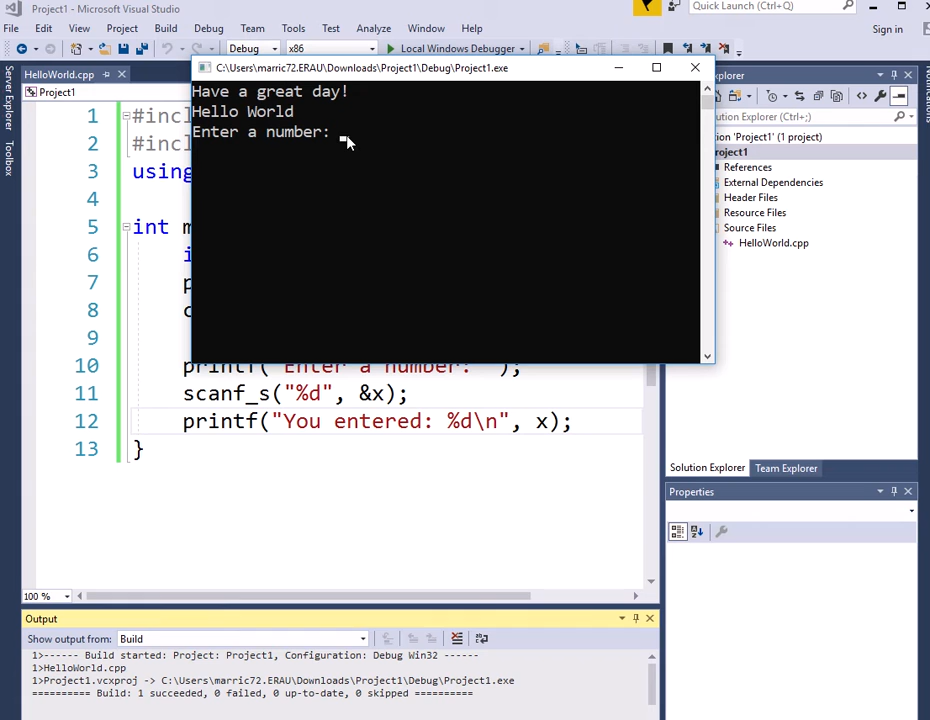 Project1 - Microsoft Visual Studio
Quick Launch (Ctrl+Q)
File Edit View Project Build Debug Team Tools Test Analyze Window Help
Sign in
Debug x86 Local Windows Debugger
Server Explorer
Toolbox
Notifications
HelloWorld.cpp
Project1
C:\Users\marric72.ERAU\Downloads\Project1\Debug\Project1.exe
Have a great day!
Hello World
Enter a number:
1 #incl
2 #incl
3 using
4
5 int m
6 i
7 p
8 c
9
10 printf("Enter a number: ");
11 scanf_s("%d", &x);
12 printf("You entered: %d\n", x);
13 }
plorer
olution Explorer (Ctrl+;)
ution 'Project1' (1 project)
roject1
References
External Dependencies
Header Files
Resource Files
Source Files
HelloWorld.cpp
Solution Explorer Team Explorer
Properties
100 %
Output
Show output from: Build
1>------ Build started: Project: Project1, Configuration: Debug Win32 ------
1>HelloWorld.cpp
1>Project1.vcxproj -> C:\Users\marric72.ERAU\Downloads\Project1\Debug\Project1.exe
========== Build: 1 succeeded, 0 failed, 0 up-to-date, 0 skipped ==========